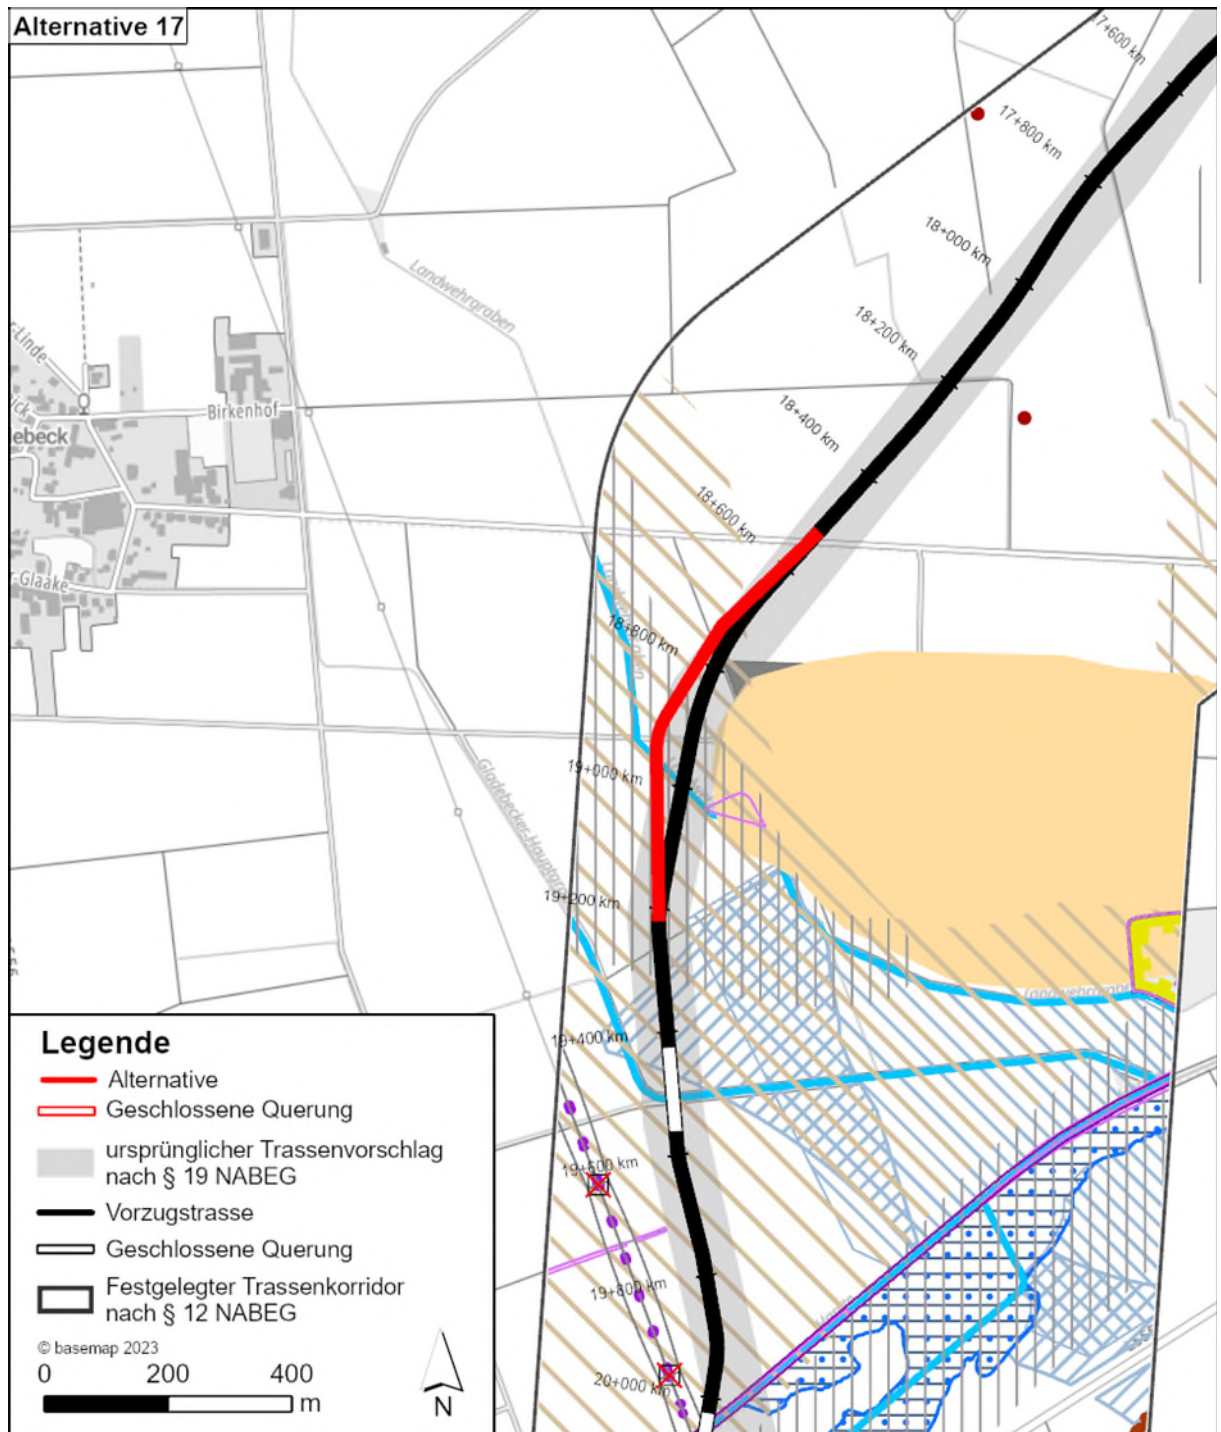 Alternative 17
17+600 km
17+800 km
18+000 km
Landwehrgraben
18+200 km
r-Linde
Birkenhof
18+400 km
ebeck
18+600 km
r-Glaake
18+800 km
19+000 km
19+200 km
19+400 km
19+600 km
19+800 km
20+000 km
Legende
Alternative
Geschlossene Querung
ursprünglicher Trassenvorschlag
nach § 19 NABEG
Vorzugstrasse
Geschlossene Querung
Festgelegter Trassenkorridor
nach § 12 NABEG
© basemap 2023
0 200 400
m
N